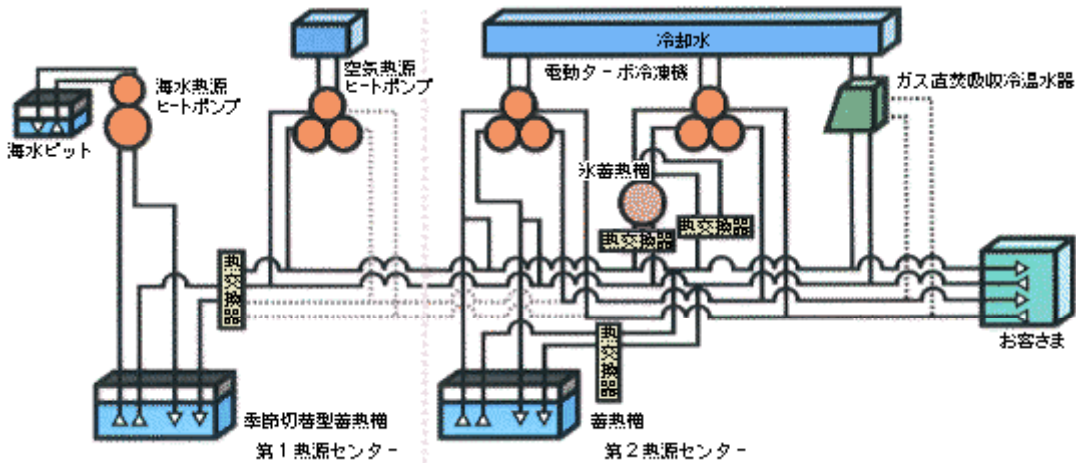 冷却水
空気熱源
ヒートポンプ
電動ターボ冷凍機
ガス直焚吸収冷温水器
海水熱源
ヒートポンプ
海水ピット
氷蓄熱槽
熱交換器
熱交換器
熱交換器
熱交換器
お客さま
季節切替型蓄熱槽
蓄熱槽
第1熱源センター
第2熱源センター